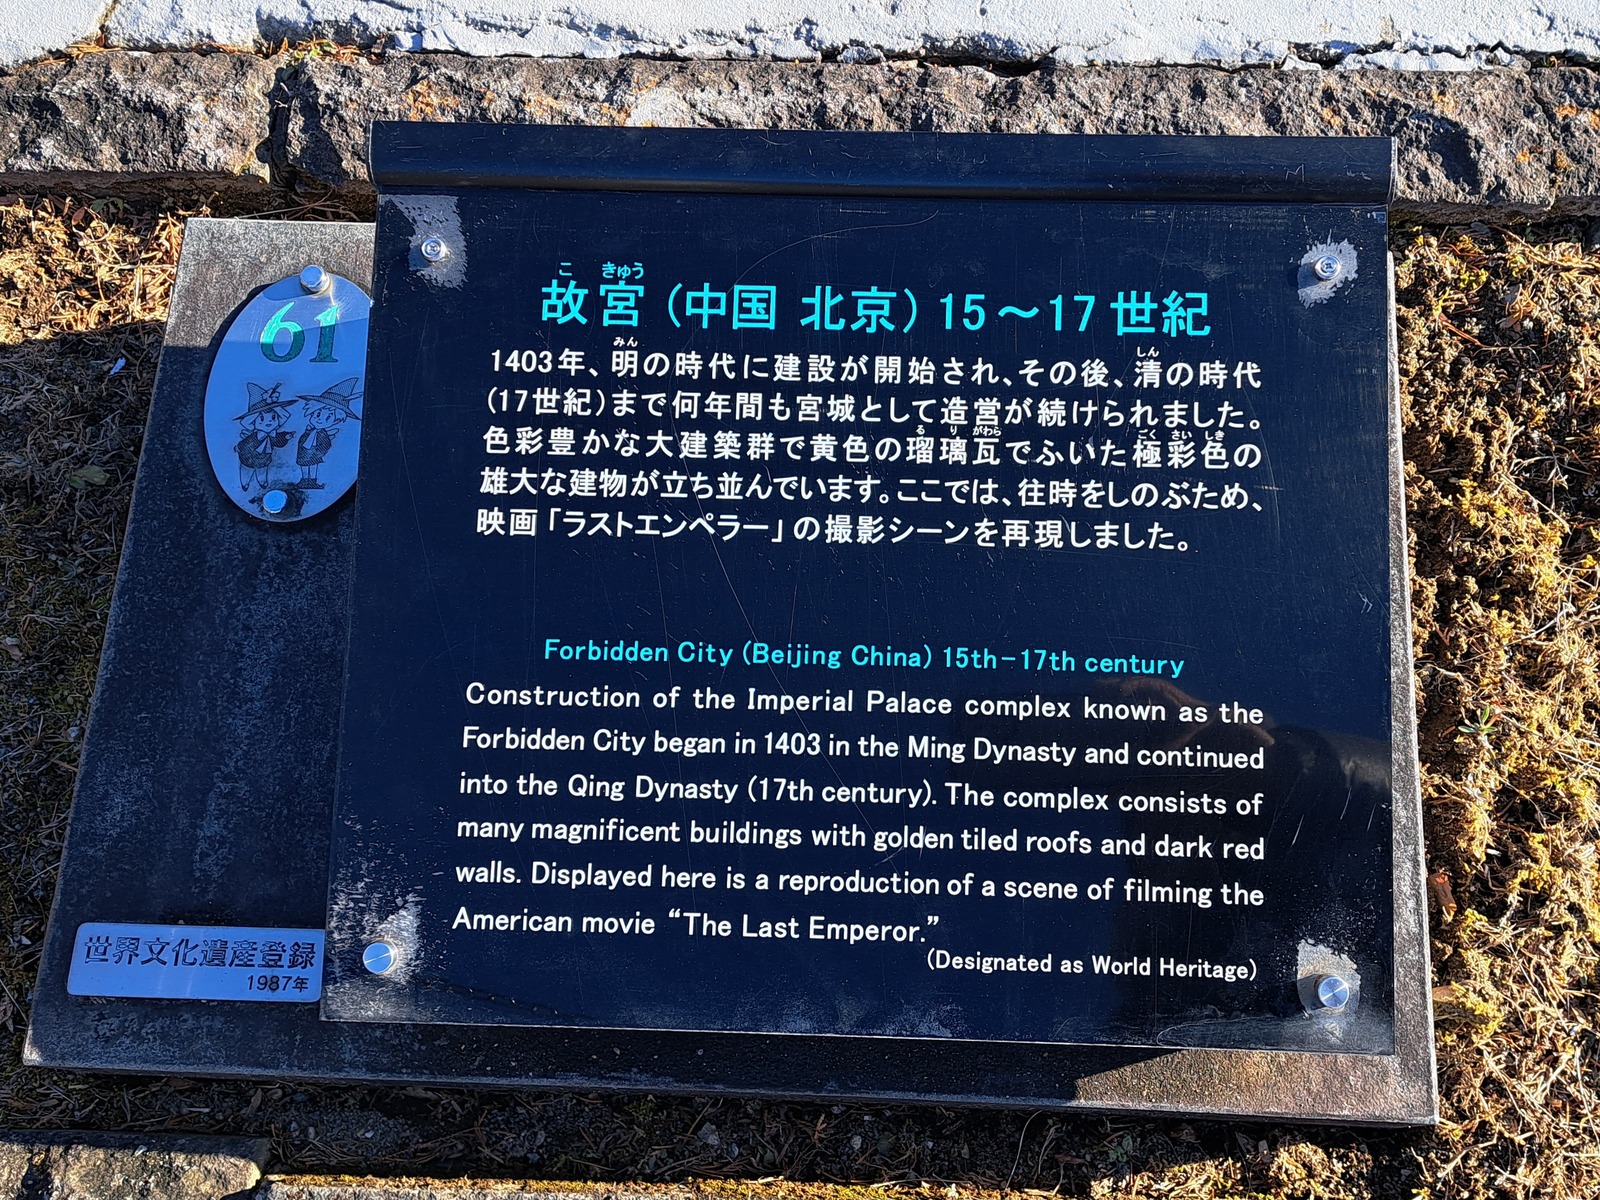 61
こ きゅう
故宮 (中国 北京) 15～17世紀
みん しん
1403年、明の時代に建設が開始され、その後、清の時代
(17世紀)まで何年間も宮城として造営が続けられました。
る り がわら ごく さい しき
色彩豊かな大建築群で黄色の瑠璃瓦でふいた極彩色の
雄大な建物が立ち並んでいます。ここでは、往時をしのぶため、
映画「ラストエンペラー」の撮影シーンを再現しました。
Forbidden City (Beijing China) 15th-17th century
Construction of the Imperial Palace complex known as the
Forbidden City began in 1403 in the Ming Dynasty and continued
into the Qing Dynasty (17th century). The complex consists of
many magnificent buildings with golden tiled roofs and dark red
walls. Displayed here is a reproduction of a scene of filming the
American movie “The Last Emperor.”
(Designated as World Heritage)
世界文化遺産登録
1987年